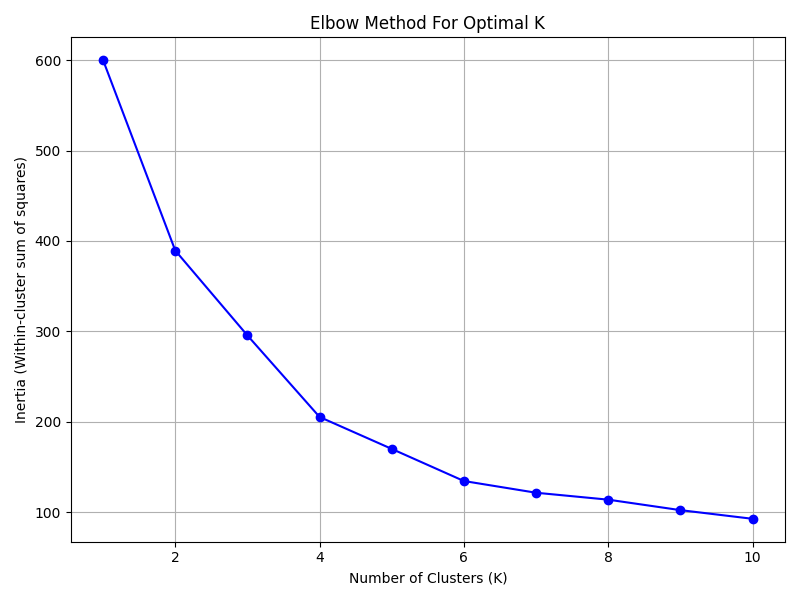 Elbow Method For Optimal K
600
500
400
300
200
100
Inertia (Within-cluster sum of squares)
2 4 6 8 10
Number of Clusters (K)